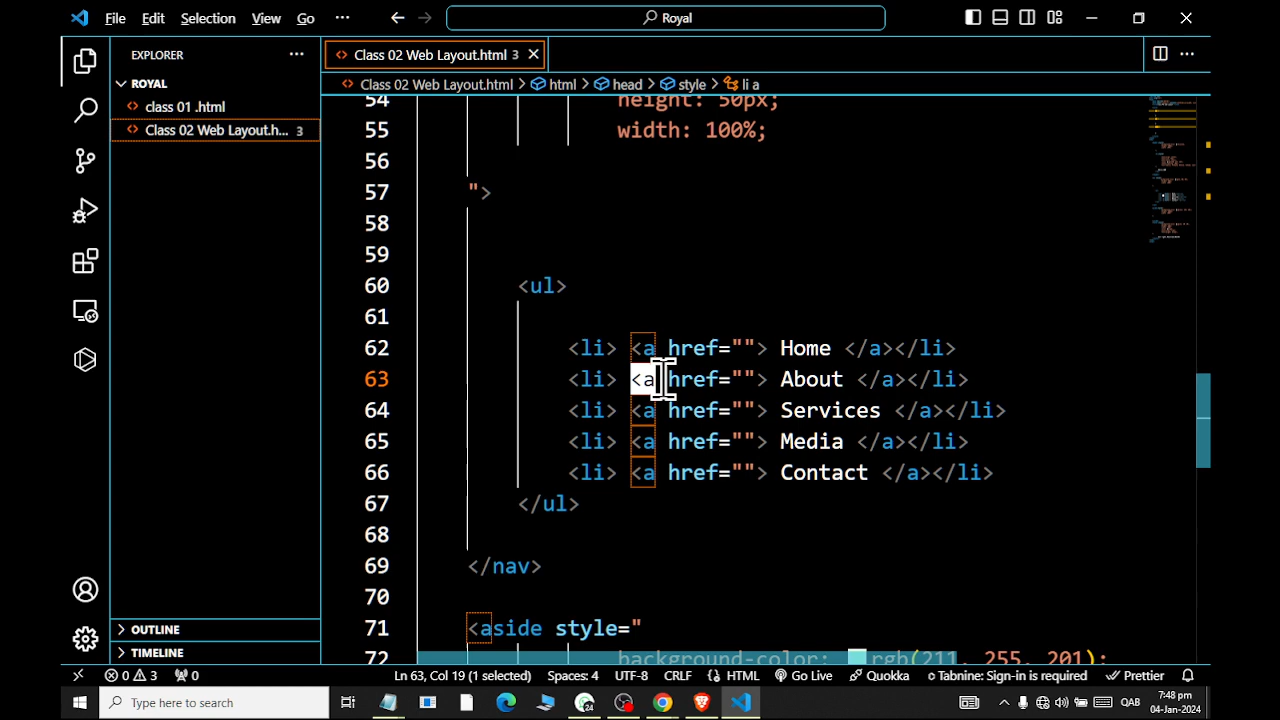 File Edit Selection View Go ··· Royal
EXPLORER ···
ROYAL
class 01 .html
Class 02 Web Layout.h... 3
OUTLINE
TIMELINE
Class 02 Web Layout.html 3
Class 02 Web Layout.html > html > head > style > li a
54 height: 50px;
55 width: 100%;
56
57 ">
58
59
60 <ul>
61
62 <li> <a href=""> Home </a></li>
63 <li> <a href=""> About </a></li>
64 <li> <a href=""> Services </a></li>
65 <li> <a href=""> Media </a></li>
66 <li> <a href=""> Contact </a></li>
67 </ul>
68
69 </nav>
70
71 <aside style="
72 background-color: rgb(211, 255, 201);
0 3 0 Ln 63, Col 19 (1 selected) Spaces: 4 UTF-8 CRLF HTML Go Live Quokka Tabnine: Sign-in is required Prettier
Type here to search QAB 7:48 pm
04-Jan-2024